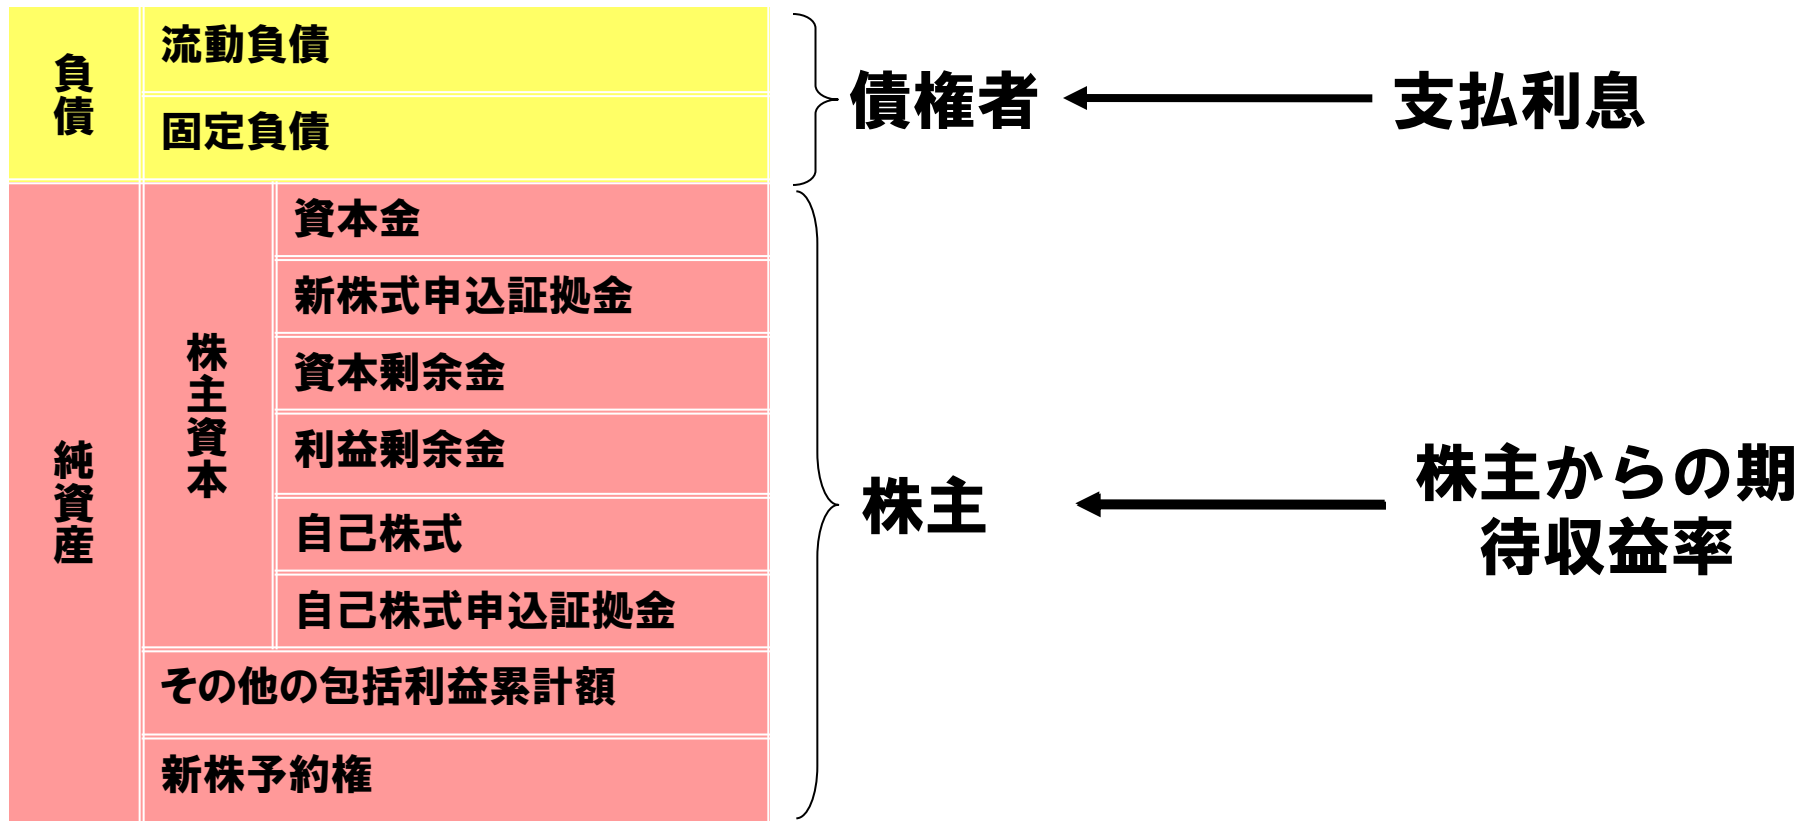 負債
流動負債
固定負債
債権者
支払利息
純資産
株主資本
資本金
新株式申込証拠金
資本剰余金
利益剰余金
自己株式
自己株式申込証拠金
その他の包括利益累計額
新株予約権
株主
株主からの期
待収益率